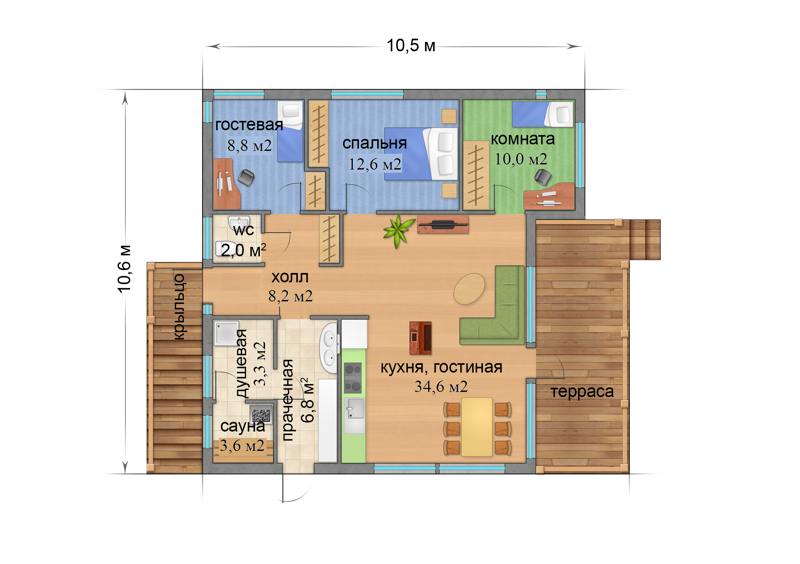 10,5 м
10,6 м
гостевая
8,8 м2
спальня
12,6 м2
комната
10,0 м2
wc
2,0 м²
холл
8,2 м2
крыльцо
душевая
3,3 м2
прачечная
6,8 м²
сауна
3,6 м2
кухня, гостиная
34,6 м2
терраса